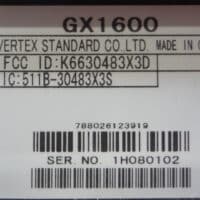 GX1600
VERTEX STANDARD CO.,LTD. MADE IN
FCC ID:K6630483X3D
IC:511B-30483X3S
788026123919
SER. NO. 1H080102